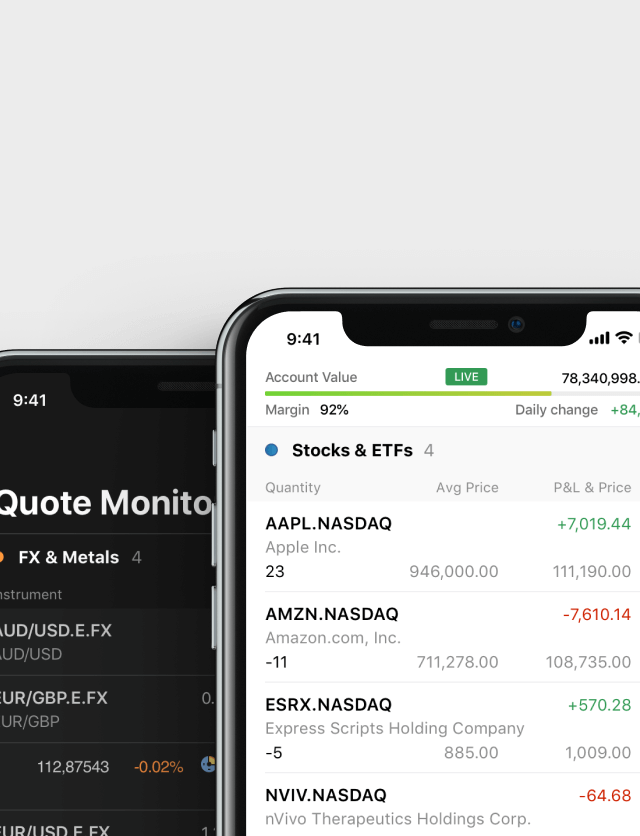 9:41
Account Value LIVE 78,340,998.
Margin 92% Daily change +84,
Stocks & ETFs 4
Quantity Avg Price P&L & Price
AAPL.NASDAQ +7,019.44
Apple Inc.
23 946,000.00 111,190.00
AMZN.NASDAQ -7,610.14
Amazon.com, Inc.
-11 711,278.00 108,735.00
ESRX.NASDAQ +570.28
Express Scripts Holding Company
-5 885.00 1,009.00
NVIV.NASDAQ -64.68
nVivo Therapeutics Holdings Corp.
9:41
Quote Monito
FX & Metals 4
nstrument
AUD/USD.E.FX
AUD/USD
EUR/GBP.E.FX 0.
EUR/GBP
112,87543 -0.02%
EUR/AUD.E.FX 1.